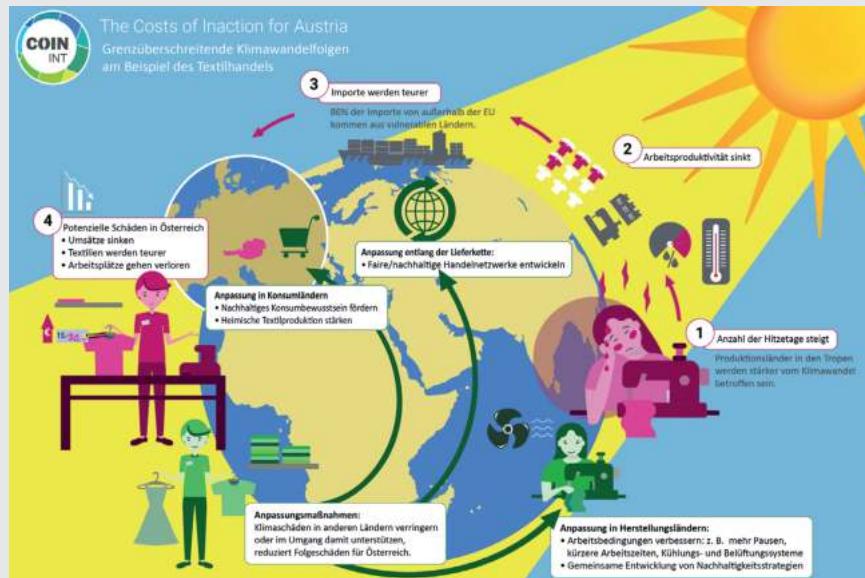 COIN
INT
The Costs of Inaction for Austria
Grenzüberschreitende Klimawandelfolgen
am Beispiel des Textilhandels
3
Importe werden teurer
86% der Importe von außerhalb der EU
kommen aus vulnerablen Ländern.
2
Arbeitsproduktivität sinkt
4
Potenzielle Schäden in Österreich
• Umsätze sinken
• Textilien werden teurer
• Arbeitsplätze gehen verloren
Anpassung entlang der Lieferkette:
• Faire/nachhaltige Handelnetzwerke entwickeln
Anpassung in Konsumländern
• Nachhaltiges Konsumbewusstsein fördern
• Heimische Textilproduktion stärken
1
Anzahl der Hitzetage steigt
Produktionsländer in den Tropen
werden stärker vom Klimawandel
betroffen sein.
€
Anpassungsmaßnahmen:
Klimaschäden in anderen Ländern verringern
oder im Umgang damit unterstützen,
reduziert Folgeschäden für Österreich.
Anpassung in Herstellungsländern:
• Arbeitsbedingungen verbessern: z. B. mehr Pausen,
kürzere Arbeitszeiten, Kühlungs- und Belüftungssysteme
• Gemeinsame Entwicklung von Nachhaltigkeitsstrategien